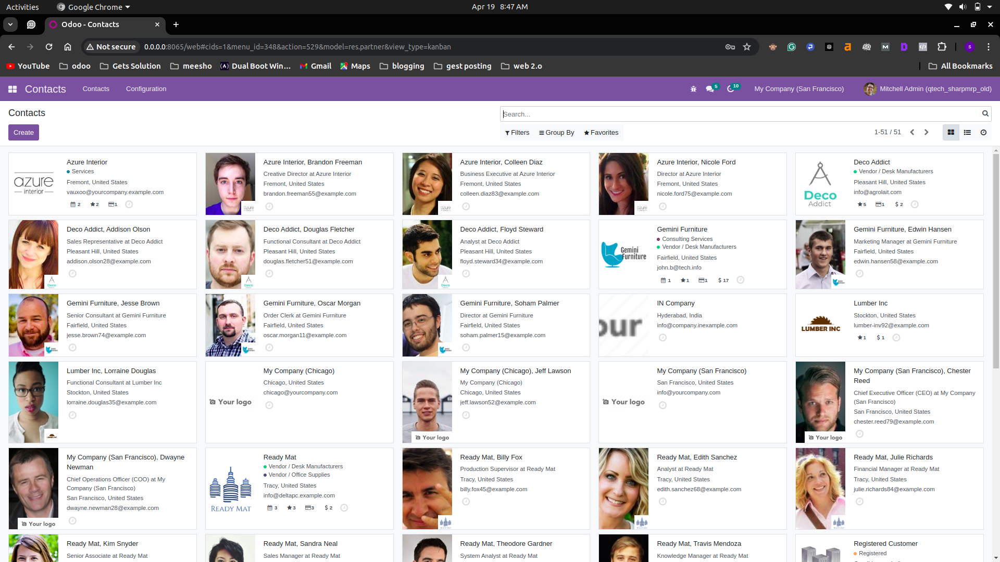 Activities
Google Chrome
Apr 19 8:47 AM
32
Odoo - Contacts
Not secure
0.0.0.0:8065/web#cids=1&menu_id=348&action=529&model=res.partner&view_type=kanban
S
YouTube
odoo
Gets Solution
meesho
Dual Boot Win...
Gmail
Maps
blogging
gest posting
web 2.o
All Bookmarks
Contacts
Contacts
Configuration
5
10
My Company (San Francisco)
Mitchell Admin (qtech_sharpmrp_old)
Contacts
Search...
Create
Filters
Group By
Favorites
1-51 / 51
azure
interior
Azure Interior
Services
Fremont, United States
vauxoo@yourcompany.example.com
2 2 1
Azure Interior, Brandon Freeman
Creative Director at Azure Interior
Fremont, United States
brandon.freeman55@example.com
Azure Interior, Colleen Diaz
Business Executive at Azure Interior
Fremont, United States
colleen.diaz83@example.com
Azure Interior, Nicole Ford
Director at Azure Interior
Fremont, United States
nicole.ford75@example.com
Deco
Addict
Deco Addict
Vendor / Desk Manufacturers
Pleasant Hill, United States
info@agrolait.com
5 1 $ 2
Deco Addict, Addison Olson
Sales Representative at Deco Addict
Pleasant Hill, United States
addison.olson28@example.com
Deco Addict, Douglas Fletcher
Functional Consultant at Deco Addict
Pleasant Hill, United States
douglas.fletcher51@example.com
Deco Addict, Floyd Steward
Analyst at Deco Addict
Pleasant Hill, United States
floyd.steward34@example.com
Gemini
Furniture
Gemini Furniture
Consulting Services
Vendor / Desk Manufacturers
Fairfield, United States
john.b@tech.info
1 1 1 $ 17
Gemini Furniture, Edwin Hansen
Marketing Manager at Gemini Furniture
Fairfield, United States
edwin.hansen58@example.com
Gemini Furniture, Jesse Brown
Senior Consultant at Gemini Furniture
Fairfield, United States
jesse.brown74@example.com
Gemini Furniture, Oscar Morgan
Order Clerk at Gemini Furniture
Fairfield, United States
oscar.morgan11@example.com
Gemini Furniture, Soham Palmer
Director at Gemini Furniture
Fairfield, United States
soham.palmer15@example.com
our
IN Company
Hyderabad, India
info@company.inexample.com
LUMBER INC
Lumber Inc
Stockton, United States
lumber-inv92@example.com
1 $ 1
Lumber Inc, Lorraine Douglas
Functional Consultant at Lumber Inc
Stockton, United States
lorraine.douglas35@example.com
Your logo
My Company (Chicago)
Chicago, United States
chicago@yourcompany.com
Your logo
My Company (Chicago), Jeff Lawson
My Company (Chicago)
Chicago, United States
jeff.lawson52@example.com
Your logo
My Company (San Francisco)
San Francisco, United States
info@yourcompany.com
Your logo
My Company (San Francisco), Chester
Reed
Chief Executive Officer (CEO) at My Company
(San Francisco)
San Francisco, United States
chester.reed79@example.com
Your logo
My Company (San Francisco), Dwayne
Newman
Chief Operations Officer (COO) at My
Company (San Francisco)
San Francisco, United States
dwayne.newman28@example.com
READY MAT
Ready Mat
Vendor / Desk Manufacturers
Vendor / Office Supplies
Tracy, United States
info@deltapc.example.com
3 3 3 $ 2
Ready Mat, Billy Fox
Production Supervisor at Ready Mat
Tracy, United States
billy.fox45@example.com
Ready Mat, Edith Sanchez
Analyst at Ready Mat
Tracy, United States
edith.sanchez68@example.com
Ready Mat, Julie Richards
Financial Manager at Ready Mat
Tracy, United States
julie.richards84@example.com
Ready Mat, Kim Snyder
Senior Associate at Ready Mat
Ready Mat, Sandra Neal
Sales Manager at Ready Mat
Ready Mat, Theodore Gardner
System Analyst at Ready Mat
Ready Mat, Travis Mendoza
Knowledge Manager at Ready Mat
Registered Customer
Registered